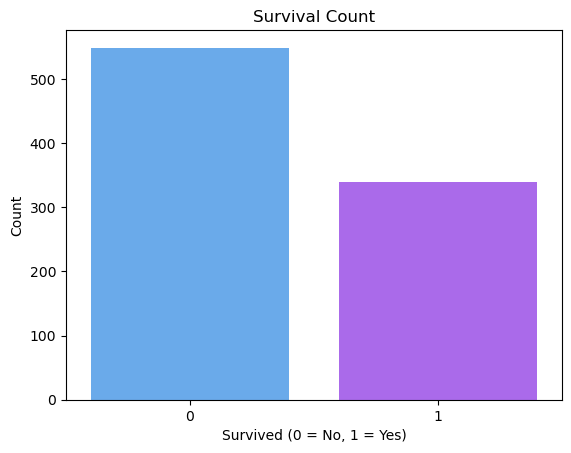 Survival Count
500
400
300
200
100
0
Count
0 1
Survived (0 = No, 1 = Yes)